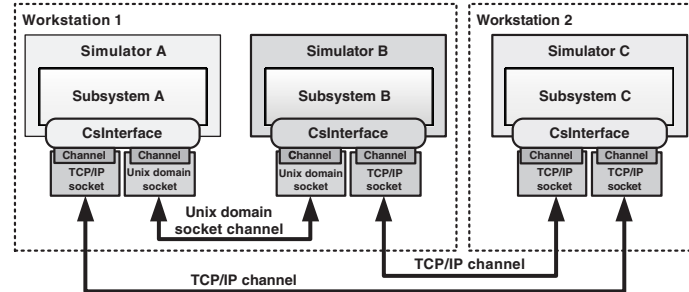 Workstation 1
Workstation 2
Simulator A
Simulator B
Simulator C
Subsystem A
Subsystem B
Subsystem C
CsInterface
CsInterface
CsInterface
Channel
Channel
Channel
Channel
Channel
Channel
TCP/IP
socket
Unix domain
socket
Unix domain
socket
TCP/IP
socket
TCP/IP
socket
TCP/IP
socket
Unix domain
socket channel
TCP/IP channel
TCP/IP channel